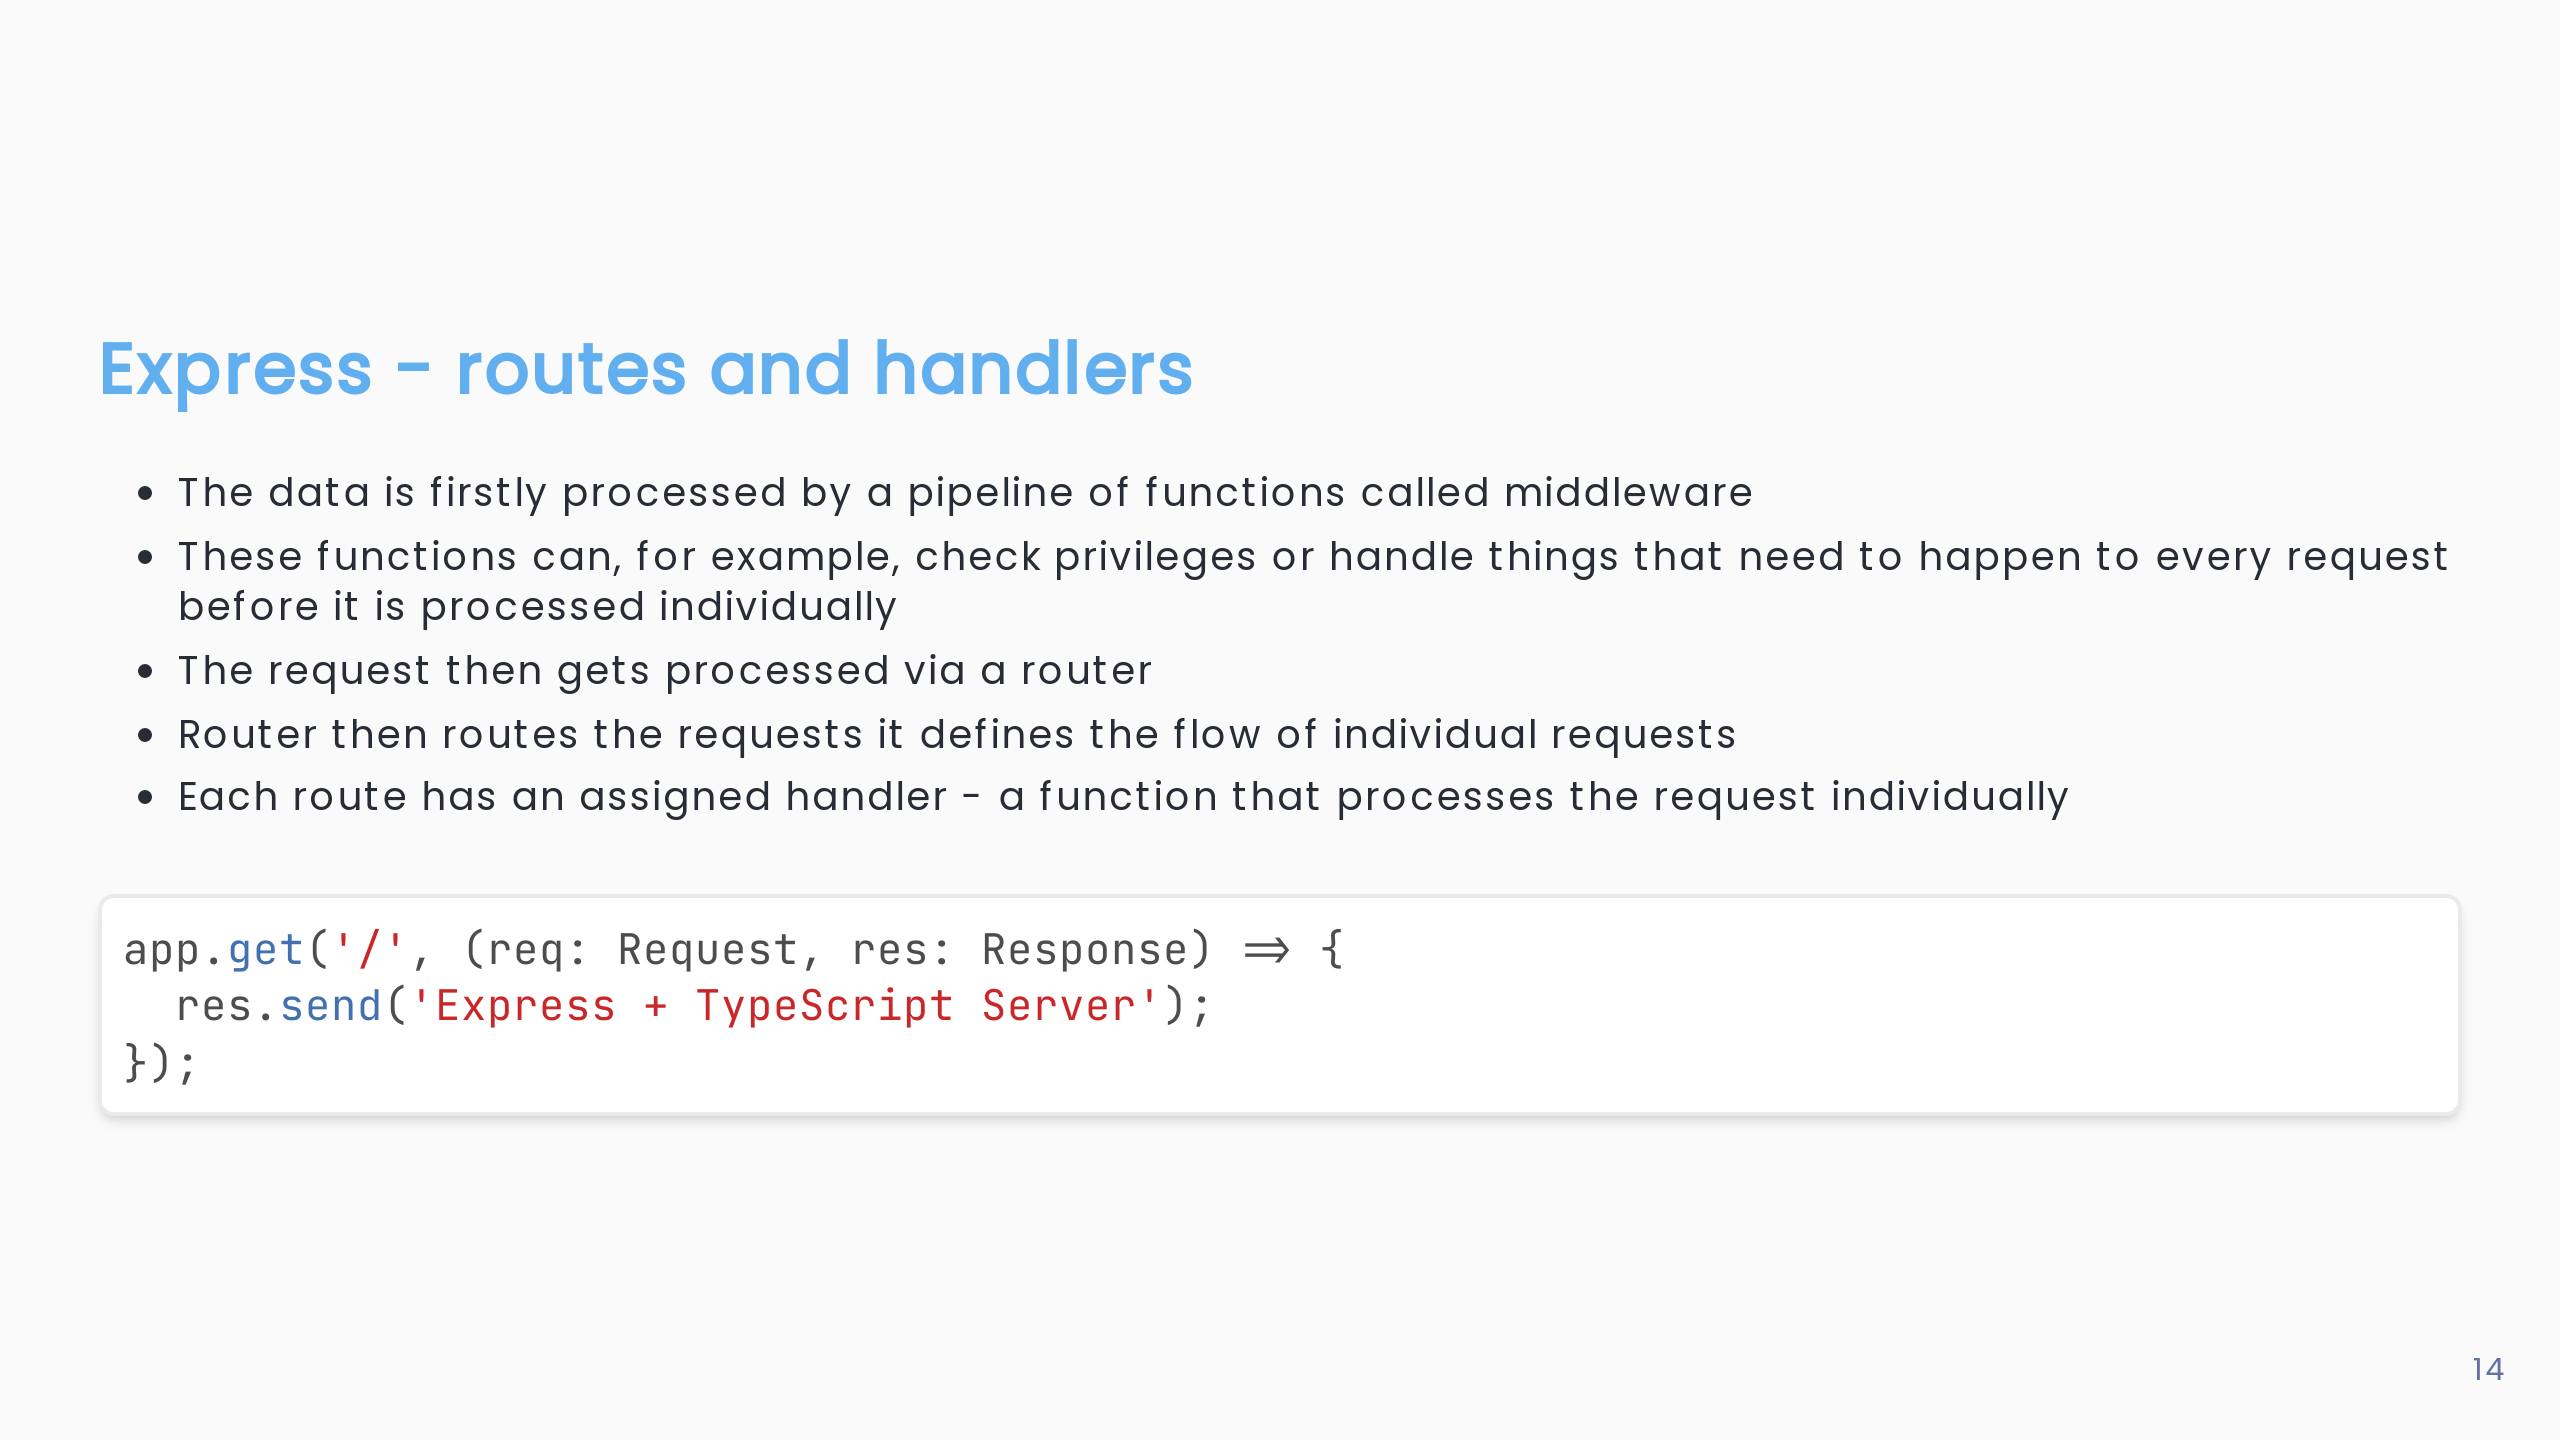 Express - routes and handlers
• The data is firstly processed by a pipeline of functions called middleware
• These functions can, for example, check privileges or handle things that need to happen to every request
before it is processed individually
• The request then gets processed via a router
• Router then routes the requests it defines the flow of individual requests
• Each route has an assigned handler - a function that processes the request individually
app.get('/', (req: Request, res: Response) => {
  res.send('Express + TypeScript Server');
});
14